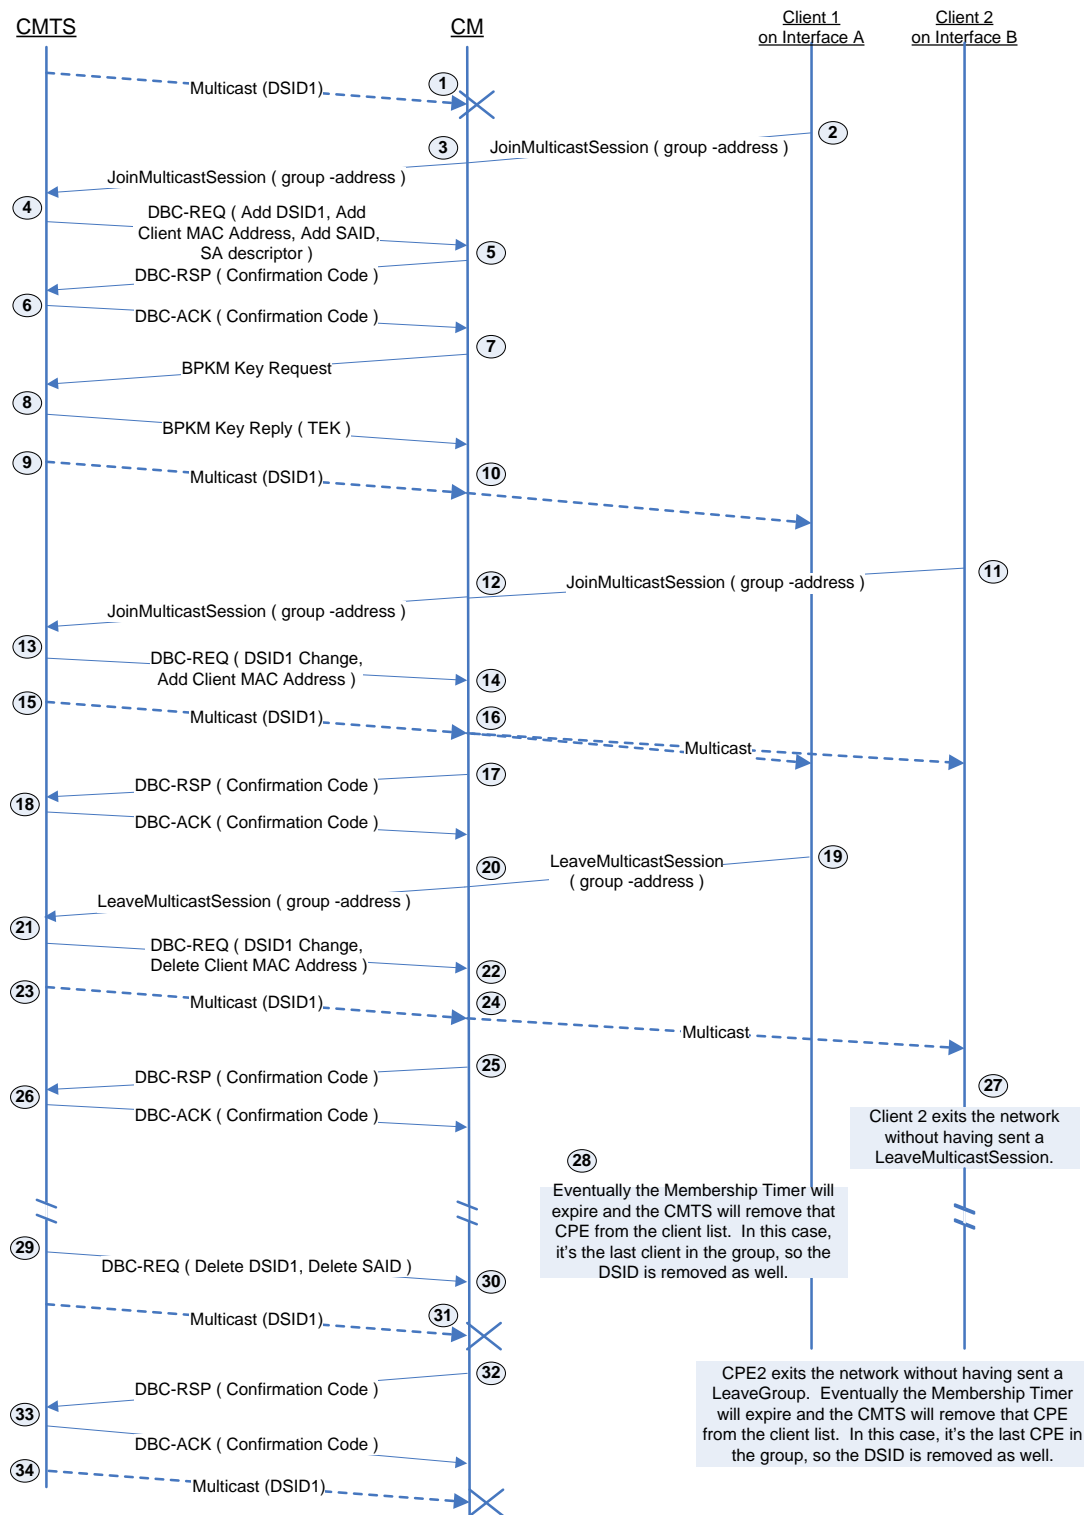 CMTS
CM
Client 1
on Interface A
Client 2
on Interface B
1
Multicast (DSID1)
2
3
JoinMulticastSession ( group -address )
JoinMulticastSession ( group -address )
4
DBC-REQ ( Add DSID1, Add
Client MAC Address, Add SAID,
SA descriptor )
5
DBC-RSP ( Confirmation Code )
6
DBC-ACK ( Confirmation Code )
7
BPKM Key Request
8
BPKM Key Reply ( TEK )
9
Multicast (DSID1)
10
11
12
JoinMulticastSession ( group -address )
JoinMulticastSession ( group -address )
13
DBC-REQ ( DSID1 Change,
Add Client MAC Address )
14
15
Multicast (DSID1)
16
Multicast
17
DBC-RSP ( Confirmation Code )
18
DBC-ACK ( Confirmation Code )
19
20
LeaveMulticastSession
( group -address )
LeaveMulticastSession ( group -address )
21
DBC-REQ ( DSID1 Change,
Delete Client MAC Address )
22
23
Multicast (DSID1)
24
Multicast
25
DBC-RSP ( Confirmation Code )
26
DBC-ACK ( Confirmation Code )
27
Client 2 exits the network
without having sent a
LeaveMulticastSession.
28
Eventually the Membership Timer will
expire and the CMTS will remove that
CPE from the client list. In this case,
it's the last client in the group, so the
DSID is removed as well.
29
DBC-REQ ( Delete DSID1, Delete SAID )
30
31
Multicast (DSID1)
32
DBC-RSP ( Confirmation Code )
33
DBC-ACK ( Confirmation Code )
34
Multicast (DSID1)
CPE2 exits the network without having sent a
LeaveGroup. Eventually the Membership Timer
will expire and the CMTS will remove that CPE
from the client list. In this case, it's the last CPE in
the group, so the DSID is removed as well.